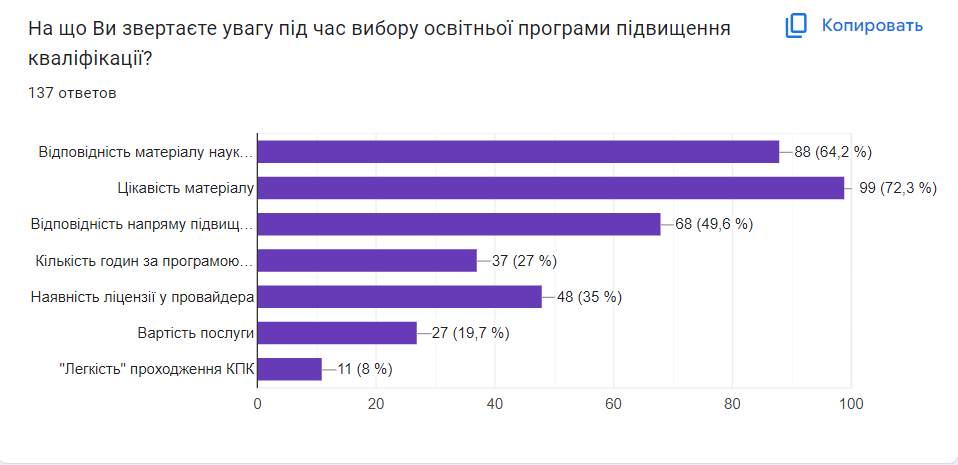 На що Ви звертаєте увагу під час вибору освітньої програми підвищення
кваліфікації?
Копировать
137 ответов
Відповідність матеріалу наук…
88 (64,2 %)
Цікавість матеріалу
99 (72,3 %)
Відповідність напряму підвищ…
68 (49,6 %)
Кількість годин за програмою…
37 (27 %)
Наявність ліцензії у провайдера
48 (35 %)
Вартість послуги
27 (19,7 %)
"Легкість" проходження КПК
11 (8 %)
0 20 40 60 80 100